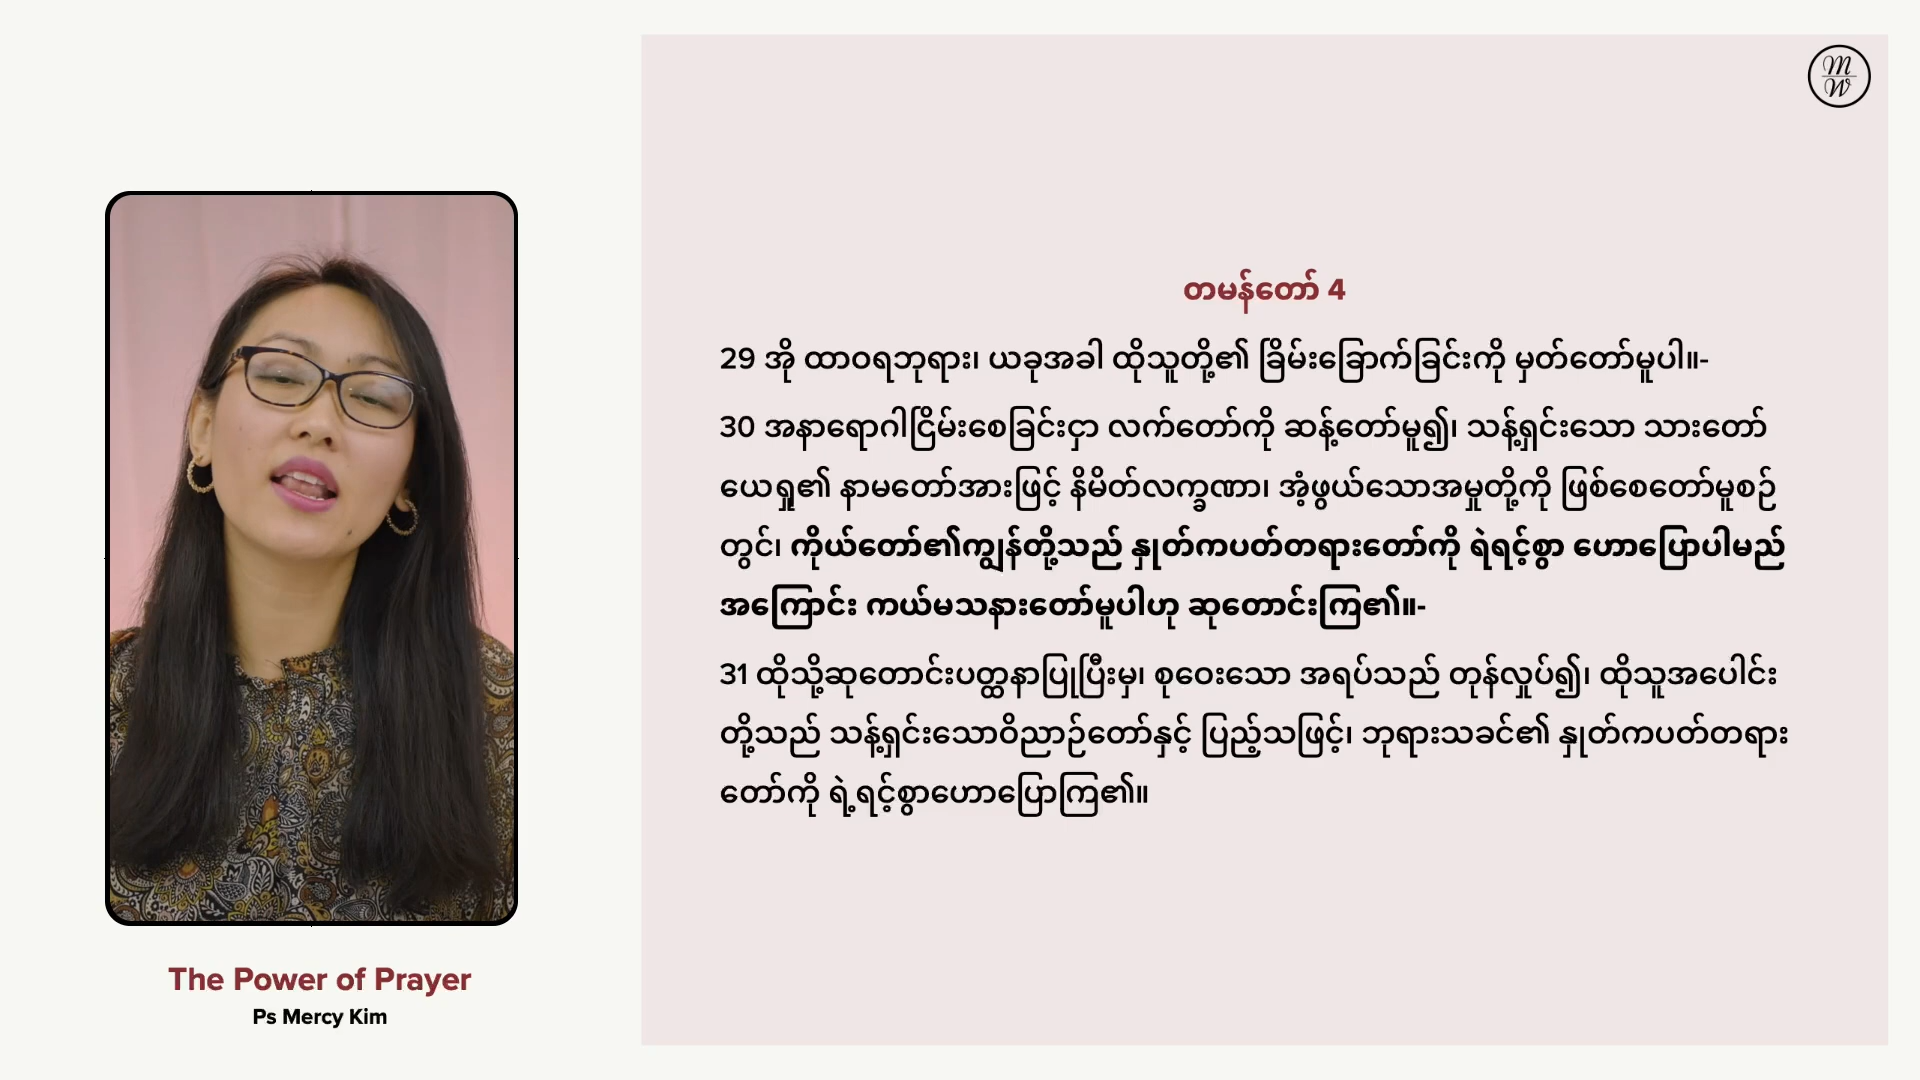 M
W
တမန်တော် 4
29 အို ထာဝရဘုရား၊ ယခုအခါ ထိုသူတို့၏ ခြိမ်းခြောက်ခြင်းကို မှတ်တော်မူပါ။-
30 အနာရောဂါငြိမ်းစေခြင်းငှာ လက်တော်ကို ဆန့်တော်မူ၍၊ သန့်ရှင်းသော သားတော်
ယေရှု၏ နာမတော်အားဖြင့် နိမိတ်လက္ခဏာ၊ အံ့ဖွယ်သောအမှုတို့ကို ဖြစ်စေတော်မူစဉ်
တွင်၊ ကိုယ်တော်၏ကျွန်တို့သည် နှုတ်ကပတ်တရားတော်ကို ရဲရင့်စွာ ဟောပြောပါမည်
အကြောင်း ကယ်မသနားတော်မူပါဟု ဆုတောင်းကြ၏။-
31 ထိုသို့ဆုတောင်းပတ္ထနာပြုပြီးမှ၊ စုဝေးသော အရပ်သည် တုန်လှုပ်၍၊ ထိုသူအပေါင်း
တို့သည် သန့်ရှင်းသောဝိညာဉ်တော်နှင့် ပြည့်သဖြင့်၊ ဘုရားသခင်၏ နှုတ်ကပတ်တရား
တော်ကို ရဲ့ရင့်စွာဟောပြောကြ၏။
The Power of Prayer
Ps Mercy Kim